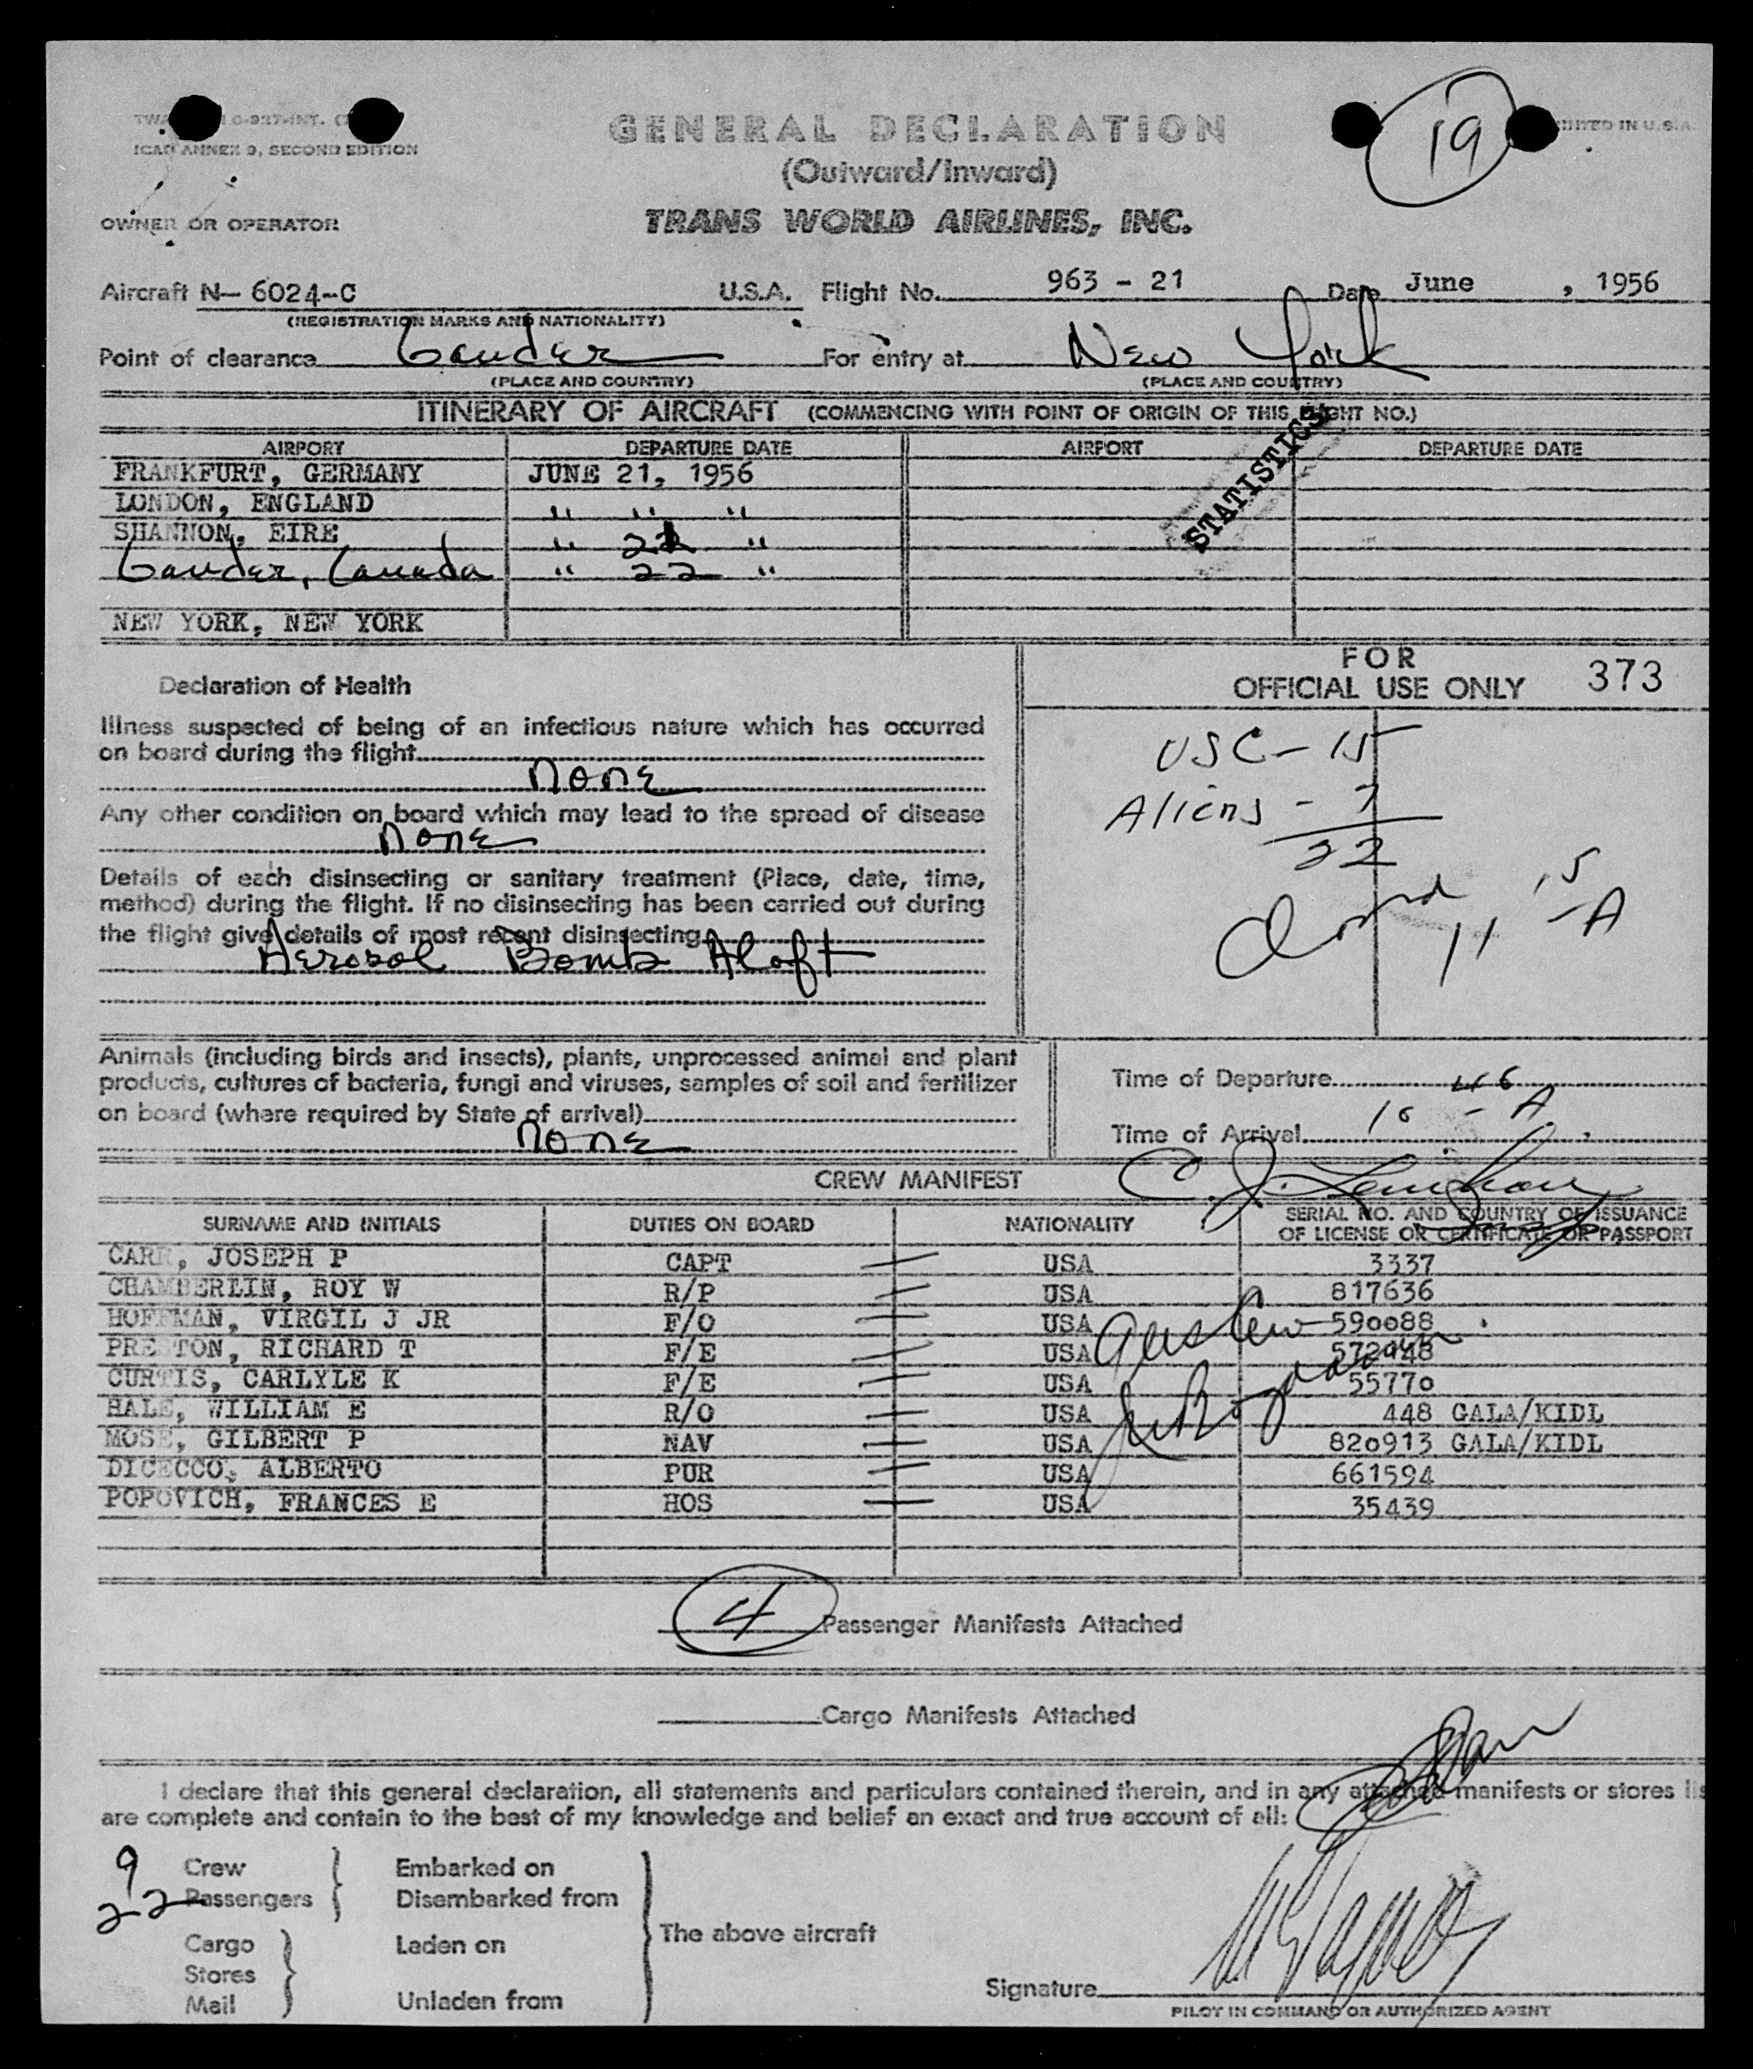 GENERAL DECLARATION
(Outward/Inward)
19
ICAO ANNEX 9, SECOND EDITION
OWNER OR OPERATOR
TRANS WORLD AIRLINES, INC.
Aircraft N- 6024-C U.S.A. Flight No. 963 - 21 Date June , 1956
(REGISTRATION MARKS AND NATIONALITY)
Point of clearance Gander For entry at New York
(PLACE AND COUNTRY) (PLACE AND COUNTRY)
ITINERARY OF AIRCRAFT (COMMENCING WITH POINT OF ORIGIN OF THIS FLIGHT NO.)
AIRPORT DEPARTURE DATE AIRPORT DEPARTURE DATE
FRANKFURT, GERMANY JUNE 21, 1956
LONDON, ENGLAND " " "
SHANNON, EIRE " 22 "
Gander, Canada " 22 "
NEW YORK, NEW YORK
STATISTICS
FOR
OFFICIAL USE ONLY 373
Declaration of Health
Illness suspected of being of an infectious nature which has occurred
on board during the flight
none
Any other condition on board which may lead to the spread of disease
none
Details of each disinsecting or sanitary treatment (Place, date, time,
method) during the flight. If no disinsecting has been carried out during
the flight give details of most recent disinsecting
Aerosol Bomb Aloft
USC - 15
Aliens - 7
22
11 15 - A
Animals (including birds and insects), plants, unprocessed animal and plant
products, cultures of bacteria, fungi and viruses, samples of soil and fertilizer
on board (where required by State of arrival)
none
Time of Departure
Time of Arrival
CREW MANIFEST
SURNAME AND INITIALS DUTIES ON BOARD NATIONALITY SERIAL NO. AND COUNTRY OF ISSUANCE
OF LICENSE OR CERTIFICATE OR PASSPORT
CARR, JOSEPH P CAPT USA 3337
CHAMBERLIN, ROY W R/P USA 817636
HOFFMAN, VIRGIL J JR F/O USA 590088
PRESTON, RICHARD T F/E USA 572948
CURTIS, CARLYLE K F/E USA 55770
HALE, WILLIAM E R/O USA 448 GALA/KIDL
MOSE, GILBERT P NAV USA 820913 GALA/KIDL
DICECCO, ALBERTO PUR USA 661594
POPOVICH, FRANCES E HOS USA 35439
4 Passenger Manifests Attached
Cargo Manifests Attached
I declare that this general declaration, all statements and particulars contained therein, and in any attached manifests or stores lis
are complete and contain to the best of my knowledge and belief an exact and true account of all:
9 Crew Embarked on
22 Passengers Disembarked from
The above aircraft
Cargo Laden on
Stores
Mail Unladen from
Signature
PILOT IN COMMAND OR AUTHORIZED AGENT